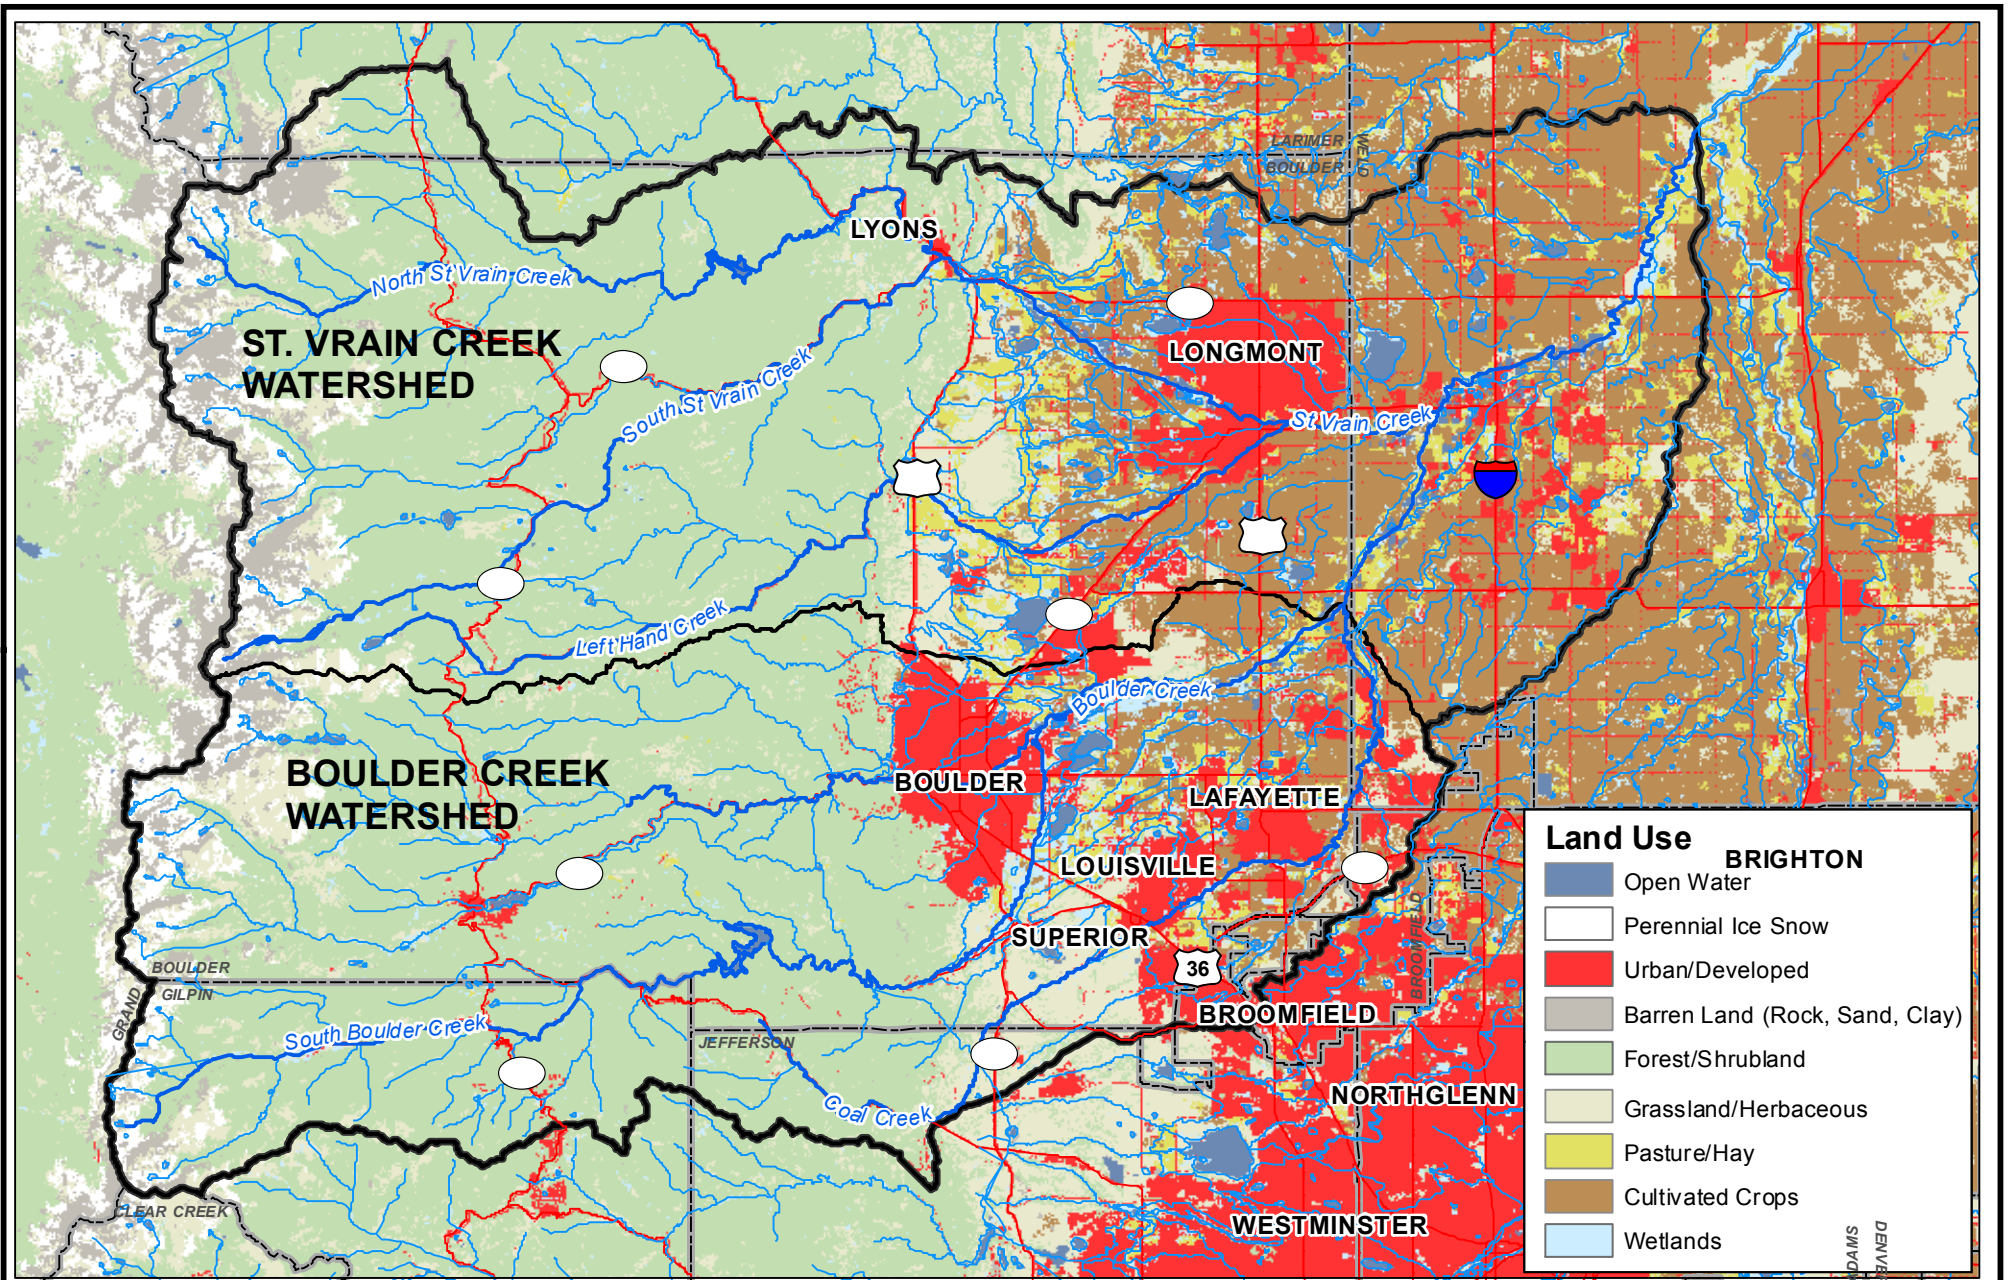 LARIMER
BOULDER
WELD
LYONS
North St Vrain Creek
ST. VRAIN CREEK
WATERSHED
LONGMONT
South St Vrain Creek
St Vrain Creek
Left Hand Creek
Boulder Creek
BOULDER CREEK
WATERSHED
BOULDER
LAFAYETTE
LOUISVILLE
SUPERIOR
36
BROOMFIELD
BROOMFIELD
BOULDER
GILPIN
GRAND
South Boulder Creek
JEFFERSON
Coal Creek
NORTHGLENN
WESTMINSTER
CLEAR CREEK
Land Use
BRIGHTON
Open Water
Perennial Ice Snow
Urban/Developed
Barren Land (Rock, Sand, Clay)
Forest/Shrubland
Grassland/Herbaceous
Pasture/Hay
Cultivated Crops
Wetlands